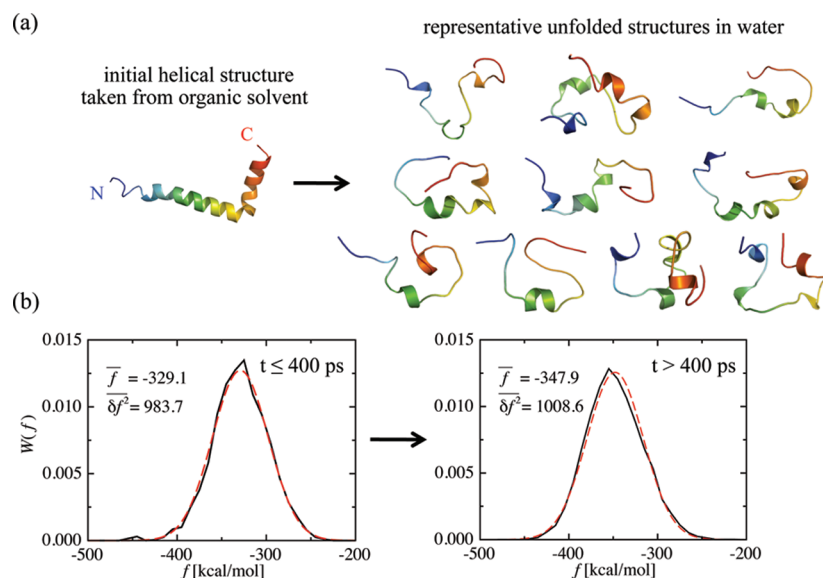 (a)
representative unfolded structures in water
initial helical structure
taken from organic solvent
C
N
(b)
0.015
0.010
0.005
0.000
W(f)
f̅ = -329.1
δf² = 983.7
t ≤ 400 ps
-500
-400
-300
-200
f [kcal/mol]
0.015
0.010
0.005
0.000
f̅ = -347.9
δf² = 1008.6
t > 400 ps
-500
-400
-300
-200
f [kcal/mol]